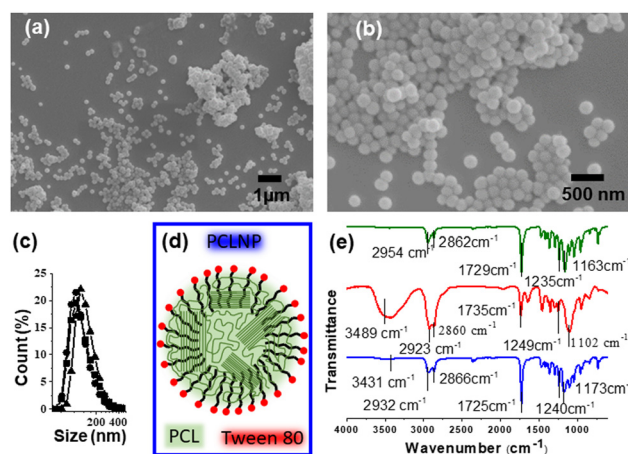 (a)
1μm
(b)
500 nm
(c)
Count (%)
25
20
15
10
5
0
0 200 400
Size (nm)
(d)
PCLNP
PCL
Tween 80
(e)
Transmittance
2954 cm⁻¹
2862cm⁻¹
1729cm⁻¹
1235cm⁻¹
1163cm⁻¹
3489 cm⁻¹
2923 cm⁻¹
2860 cm⁻¹
1735cm⁻¹
1249cm⁻¹
1102 cm⁻¹
3431 cm⁻¹
2932 cm⁻¹
2866cm⁻¹
1725cm⁻¹
1240cm⁻¹
1173cm⁻¹
4000 3500 3000 2500 2000 1500 1000
Wavenumber (cm⁻¹)